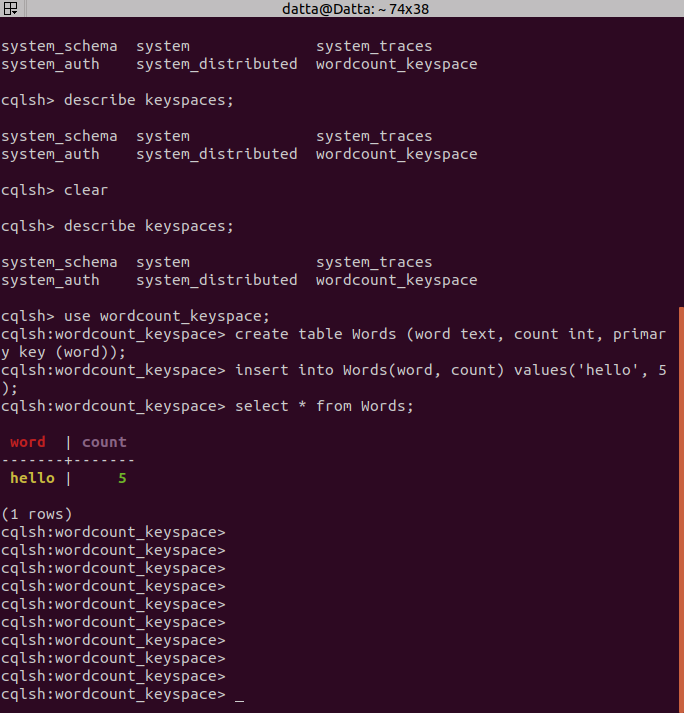 datta@Datta: ~ 74x38
system_schema  system              system_traces
system_auth    system_distributed  wordcount_keyspace
cqlsh> describe keyspaces;
system_schema  system              system_traces
system_auth    system_distributed  wordcount_keyspace
cqlsh> clear
cqlsh> describe keyspaces;
system_schema  system              system_traces
system_auth    system_distributed  wordcount_keyspace
cqlsh> use wordcount_keyspace;
cqlsh:wordcount_keyspace> create table Words (word text, count int, primar
y key (word));
cqlsh:wordcount_keyspace> insert into Words(word, count) values('hello', 5
);
cqlsh:wordcount_keyspace> select * from Words;
 word  | count
-------+-------
 hello |     5
(1 rows)
cqlsh:wordcount_keyspace>
cqlsh:wordcount_keyspace>
cqlsh:wordcount_keyspace>
cqlsh:wordcount_keyspace>
cqlsh:wordcount_keyspace>
cqlsh:wordcount_keyspace>
cqlsh:wordcount_keyspace>
cqlsh:wordcount_keyspace>
cqlsh:wordcount_keyspace>
cqlsh:wordcount_keyspace> _